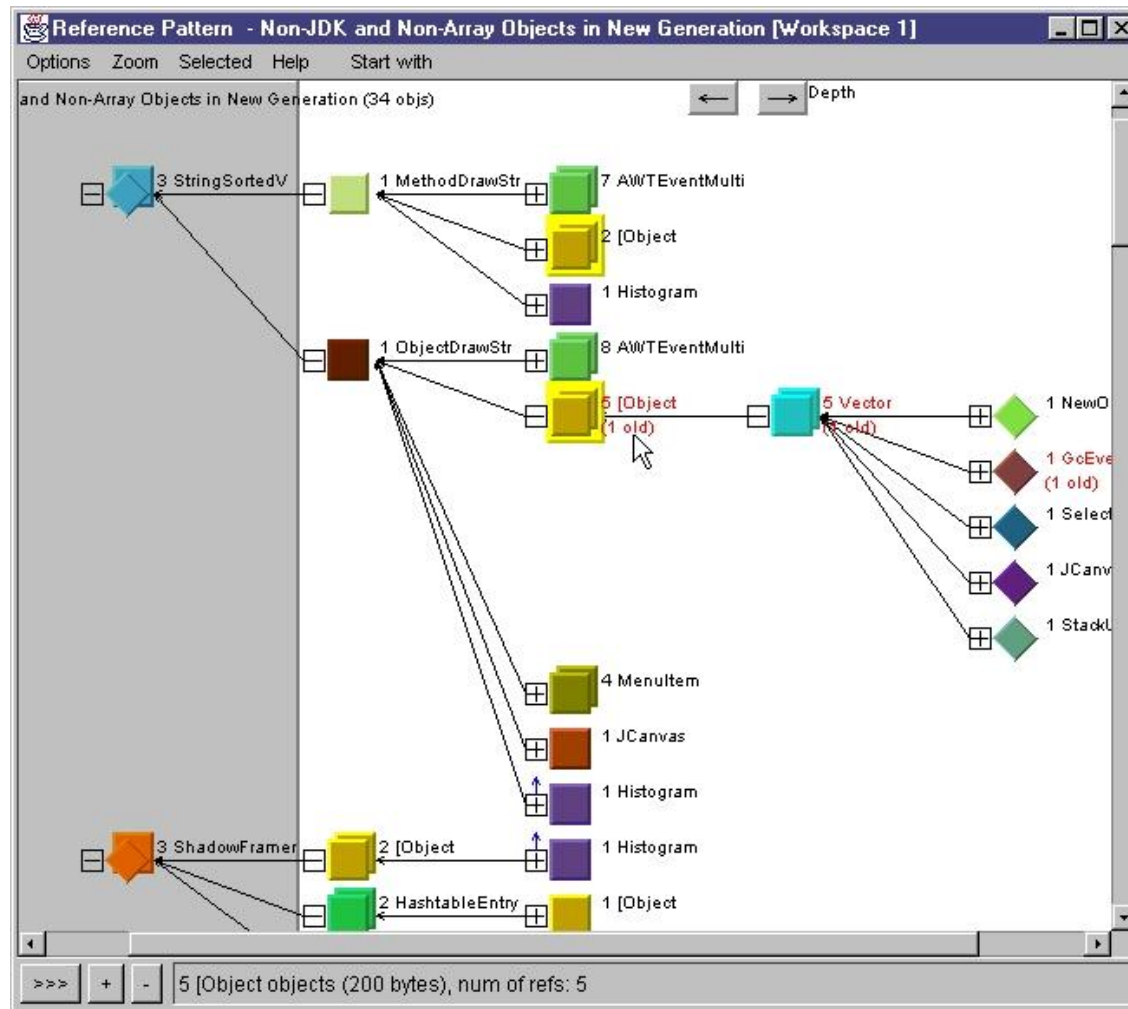 Reference Pattern - Non-JDK and Non-Array Objects in New Generation [Workspace 1]
Options Zoom Selected Help Start with
and Non-Array Objects in New Generation (34 objs)
Depth
3 StringSortedV
1 MethodDrawStr
7 AWTEventMulti
2 [Object
1 Histogram
1 ObjectDrawStr
8 AWTEventMulti
5 [Object
(1 old)
5 Vector
(1 old)
1 NewO
1 GcEve
(1 old)
1 Select
1 JCanv
1 StackU
4 MenuItem
1 JCanvas
1 Histogram
3 ShadowFramer
2 [Object
1 Histogram
2 HashtableEntry
1 [Object
>>> + - 5 [Object objects (200 bytes), num of refs: 5